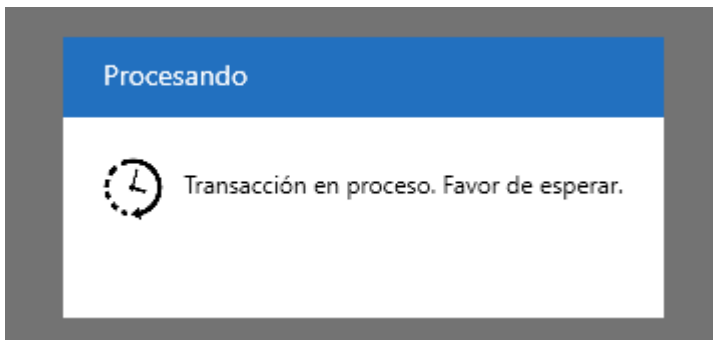 Procesando
Transacción en proceso. Favor de esperar.